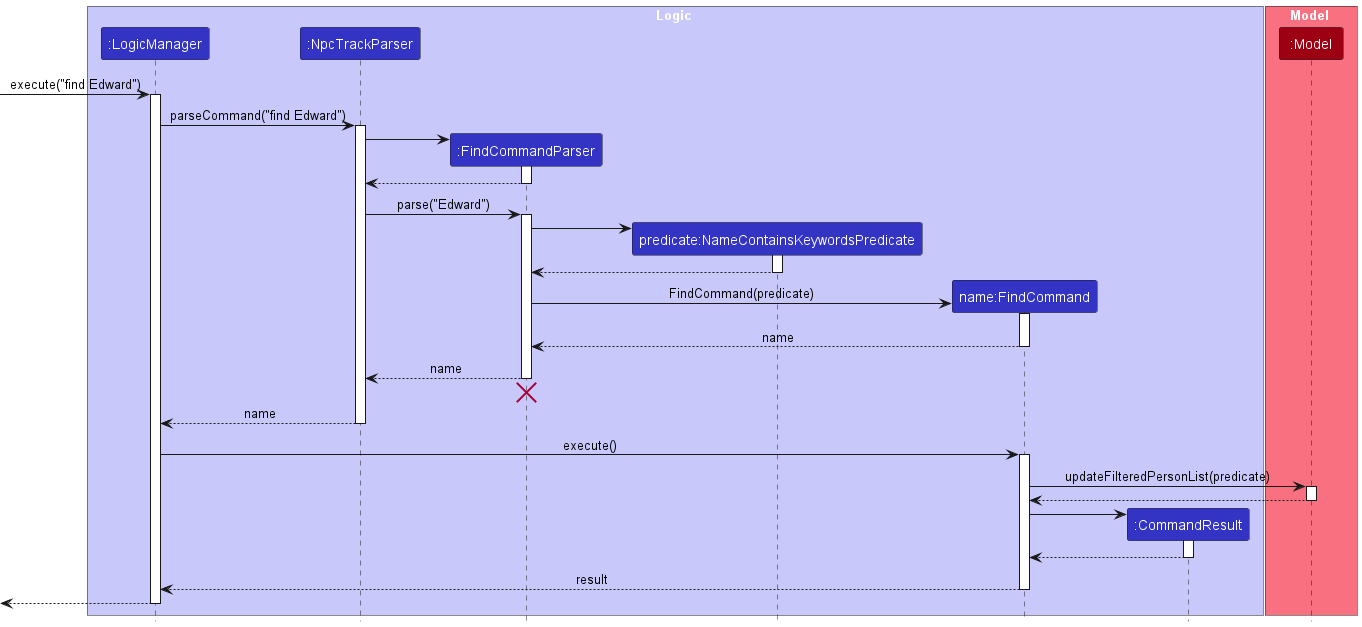 Logic
Model
:LogicManager
:NpcTrackParser
:Model
execute("find Edward")
parseCommand("find Edward")
:FindCommandParser
parse("Edward")
predicate:NameContainsKeywordsPredicate
FindCommand(predicate)
name:FindCommand
name
name
name
execute()
updateFilteredPersonList(predicate)
:CommandResult
result